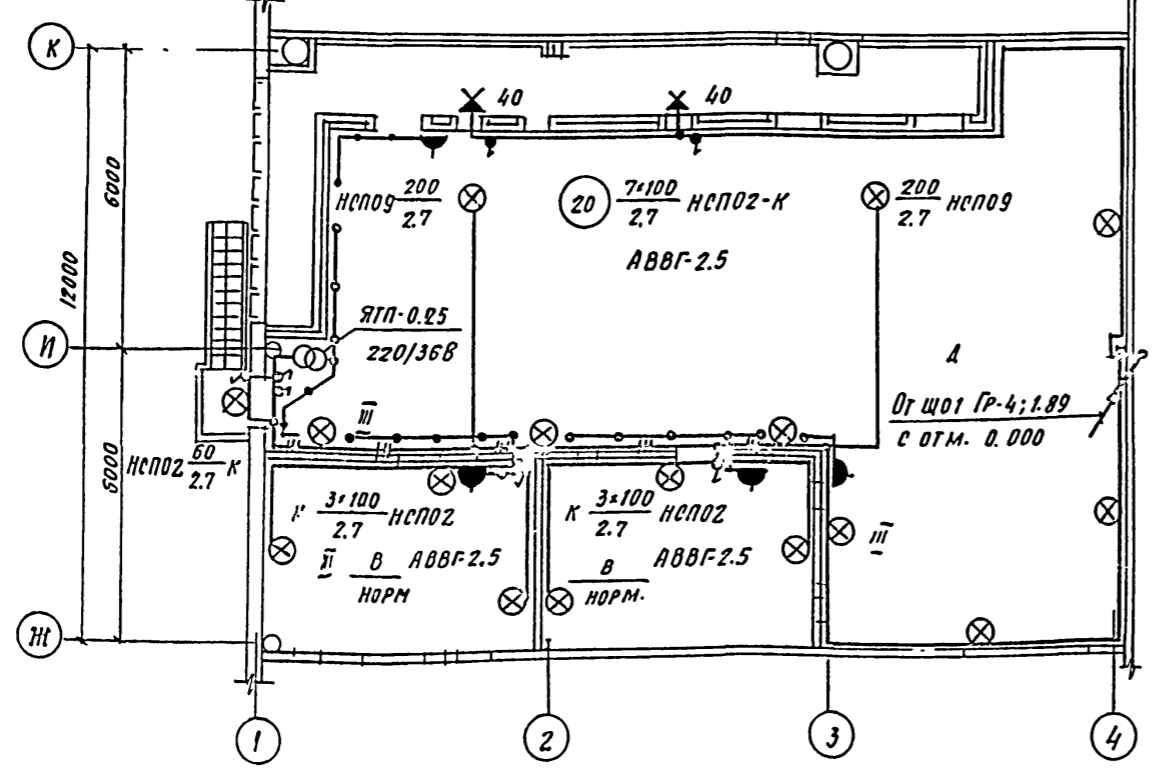 К
40
40
6000
12000
НСП09 200/2.7
20
7×100/2,7 НСП02-К
200/2.7 НСП09
АВВГ-2.5
ЯТП-0.25
220/36В
И
А
От що1 Гр-4; 1.89
с отм. 0.000
III
6000
НСП02 60/2.7 К
3×100/2.7 НСП02
К 3×100/2.7 НСП02
III
В/НОРМ АВВГ-2.5
В/НОРМ. АВВГ-2.5
Ж
1
2
3
4